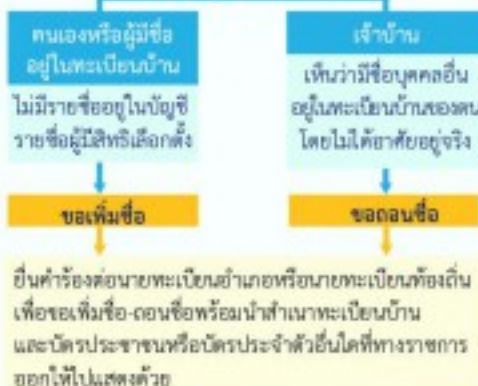 ตนเองหรือผู้มีชื่อ
อยู่ในทะเบียนบ้าน
ไม่มีรายชื่ออยู่ในบัญชี
รายชื่อผู้มีสิทธิเลือกตั้ง
ขอเพิ่มชื่อ
เจ้าบ้าน
เห็นว่ามีชื่อบุคคลอื่น
อยู่ในทะเบียนบ้านของตน
โดยไม่ได้อาศัยอยู่จริง
ขอถอนชื่อ
ยื่นคำร้องต่อนายทะเบียนอำเภอหรือนายทะเบียนท้องถิ่น
เพื่อขอเพิ่มชื่อ-ถอนชื่อพร้อมนำสำเนาทะเบียนบ้าน
และบัตรประชาชนหรือบัตรประจำตัวอื่นใดที่ทางราชการ
ออกให้ไปแสดงด้วย